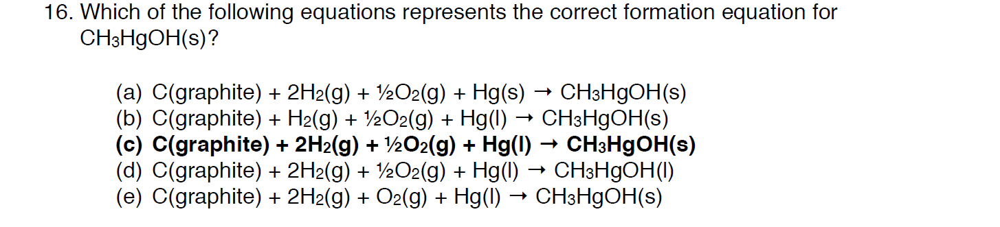 16. Which of the following equations represents the correct formation equation for
CH3HgOH(s)?
(a) C(graphite) + 2H2(g) + ½O2(g) + Hg(s) → CH3HgOH(s)
(b) C(graphite) + H2(g) + ½O2(g) + Hg(l) → CH3HgOH(s)
(c) C(graphite) + 2H2(g) + ½O2(g) + Hg(l) → CH3HgOH(s)
(d) C(graphite) + 2H2(g) + ½O2(g) + Hg(l) → CH3HgOH(l)
(e) C(graphite) + 2H2(g) + O2(g) + Hg(l) → CH3HgOH(s)